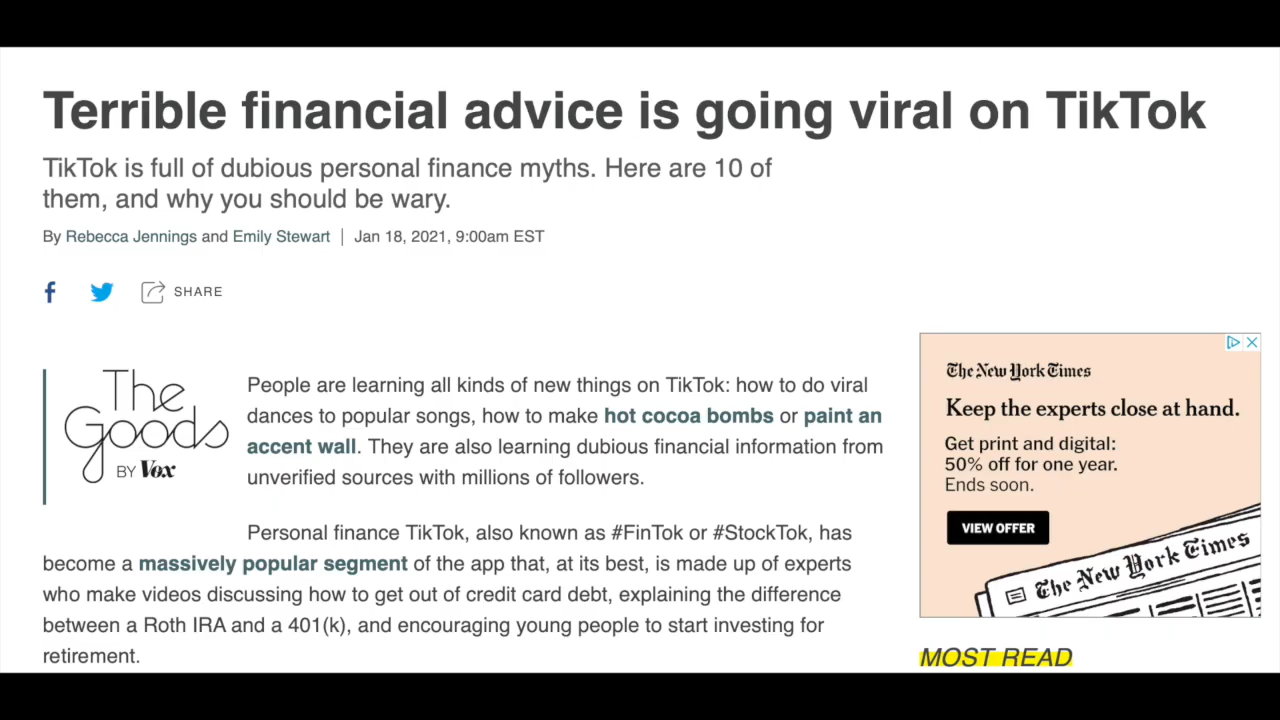 Terrible financial advice is going viral on TikTok
TikTok is full of dubious personal finance myths. Here are 10 of
them, and why you should be wary.
By Rebecca Jennings and Emily Stewart | Jan 18, 2021, 9:00am EST
SHARE
The
Goods
BY Vox
People are learning all kinds of new things on TikTok: how to do viral
dances to popular songs, how to make hot cocoa bombs or paint an
accent wall. They are also learning dubious financial information from
unverified sources with millions of followers.
Personal finance TikTok, also known as #FinTok or #StockTok, has
become a massively popular segment of the app that, at its best, is made up of experts
who make videos discussing how to get out of credit card debt, explaining the difference
between a Roth IRA and a 401(k), and encouraging young people to start investing for
retirement.
The New York Times
Keep the experts close at hand.
Get print and digital:
50% off for one year.
Ends soon.
VIEW OFFER
The New York Times
MOST READ